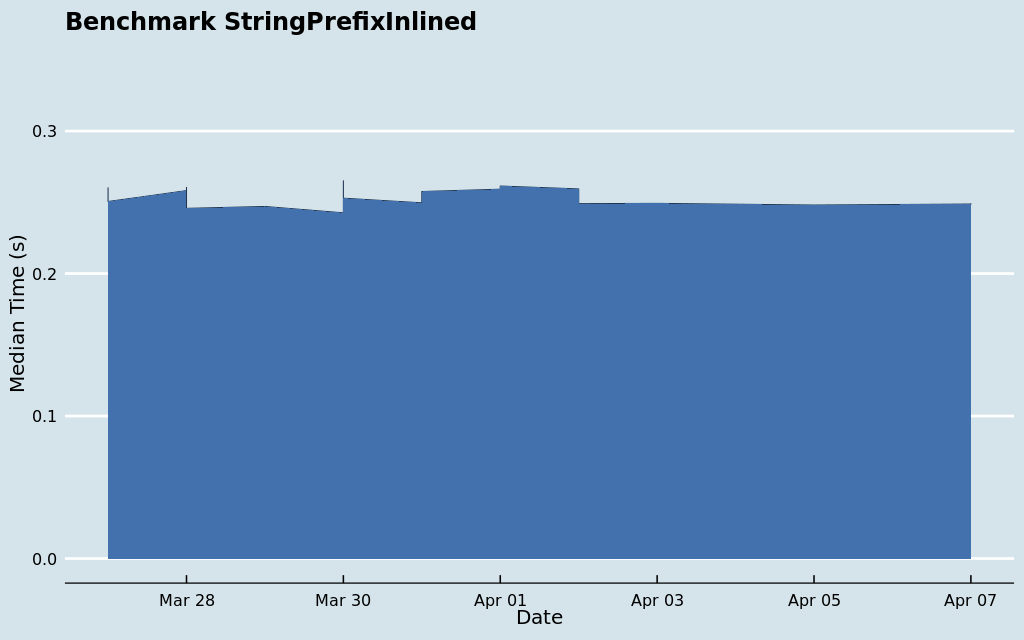 Benchmark StringPrefixInlined
Median Time (s)
0.3
0.2
0.1
0.0
Mar 28 Mar 30 Apr 01 Apr 03 Apr 05 Apr 07
Date